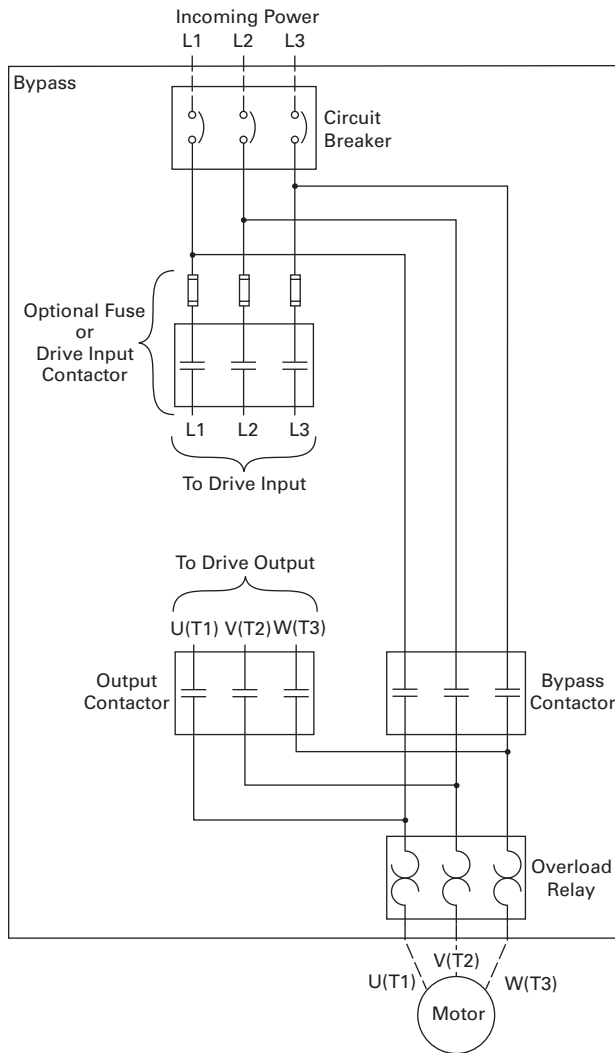 Incoming Power
L1 L2 L3
Bypass
Circuit
Breaker
Optional Fuse
or
Drive Input
Contactor
L1 L2 L3
To Drive Input
To Drive Output
U(T1) V(T2) W(T3)
Output
Contactor
Bypass
Contactor
Overload
Relay
U(T1) V(T2) W(T3)
Motor